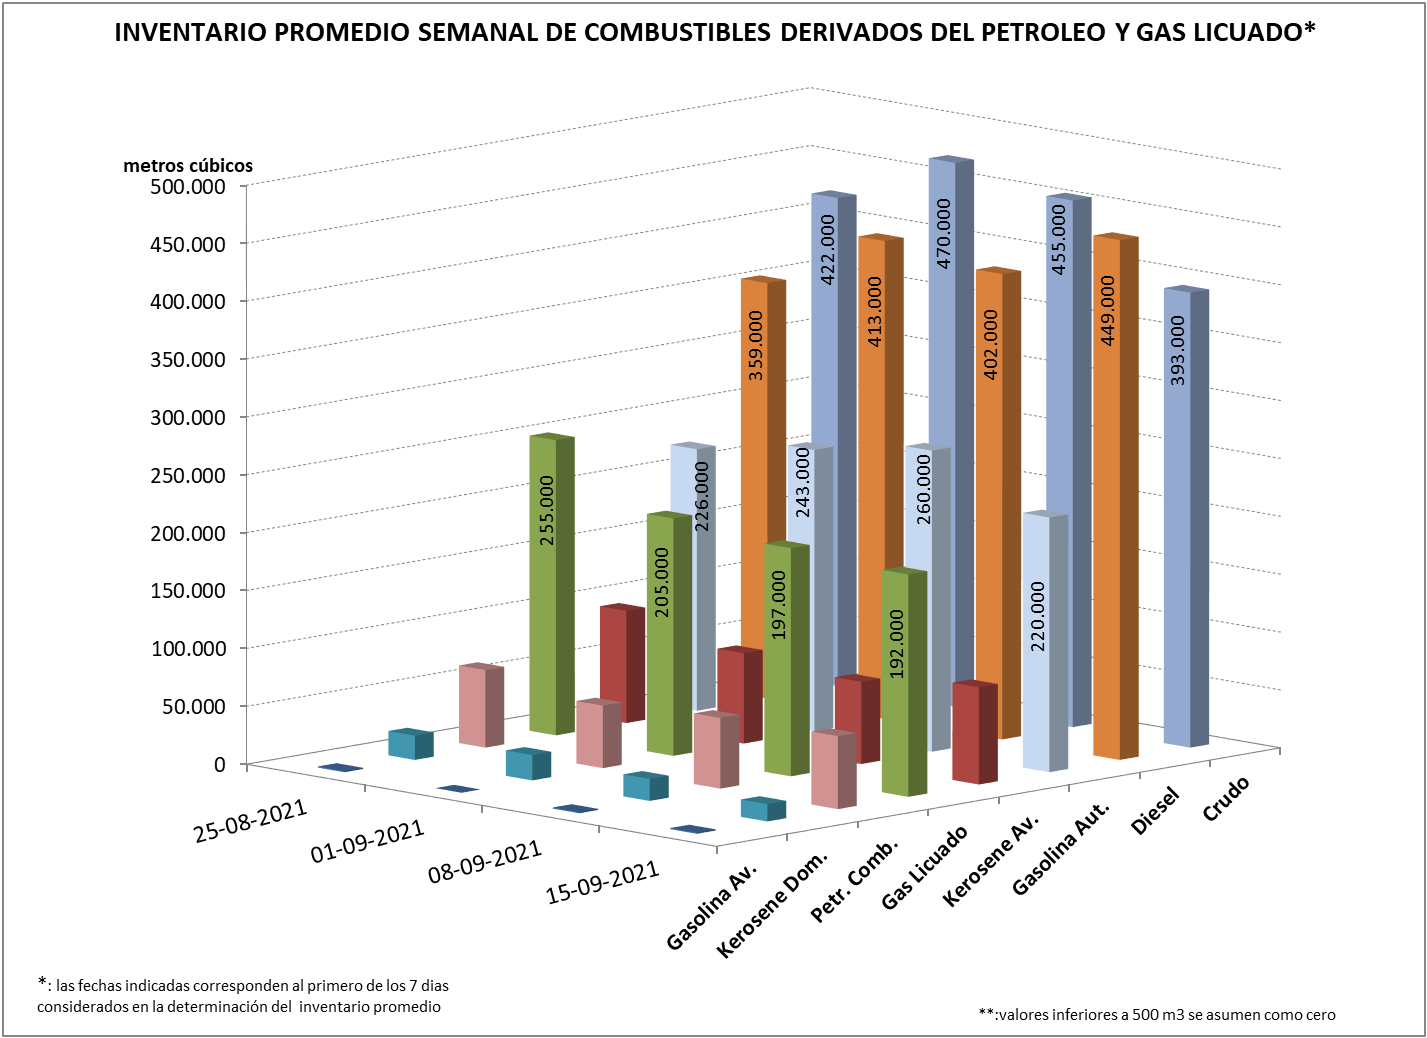 INVENTARIO PROMEDIO SEMANAL DE COMBUSTIBLES DERIVADOS DEL PETROLEO Y GAS LICUADO*
metros cúbicos
500.000
450.000
400.000
350.000
300.000
250.000
200.000
150.000
100.000
50.000
0
422.000
470.000
455.000
393.000
359.000
413.000
402.000
449.000
226.000
243.000
260.000
220.000
255.000
205.000
197.000
192.000
25-08-2021
01-09-2021
08-09-2021
15-09-2021
Gasolina Av.
Kerosene Dom.
Petr. Comb.
Gas Licuado
Kerosene Av.
Gasolina Aut.
Diesel
Crudo
*: las fechas indicadas corresponden al primero de los 7 dias
considerados en la determinación del inventario promedio
**:valores inferiores a 500 m3 se asumen como cero